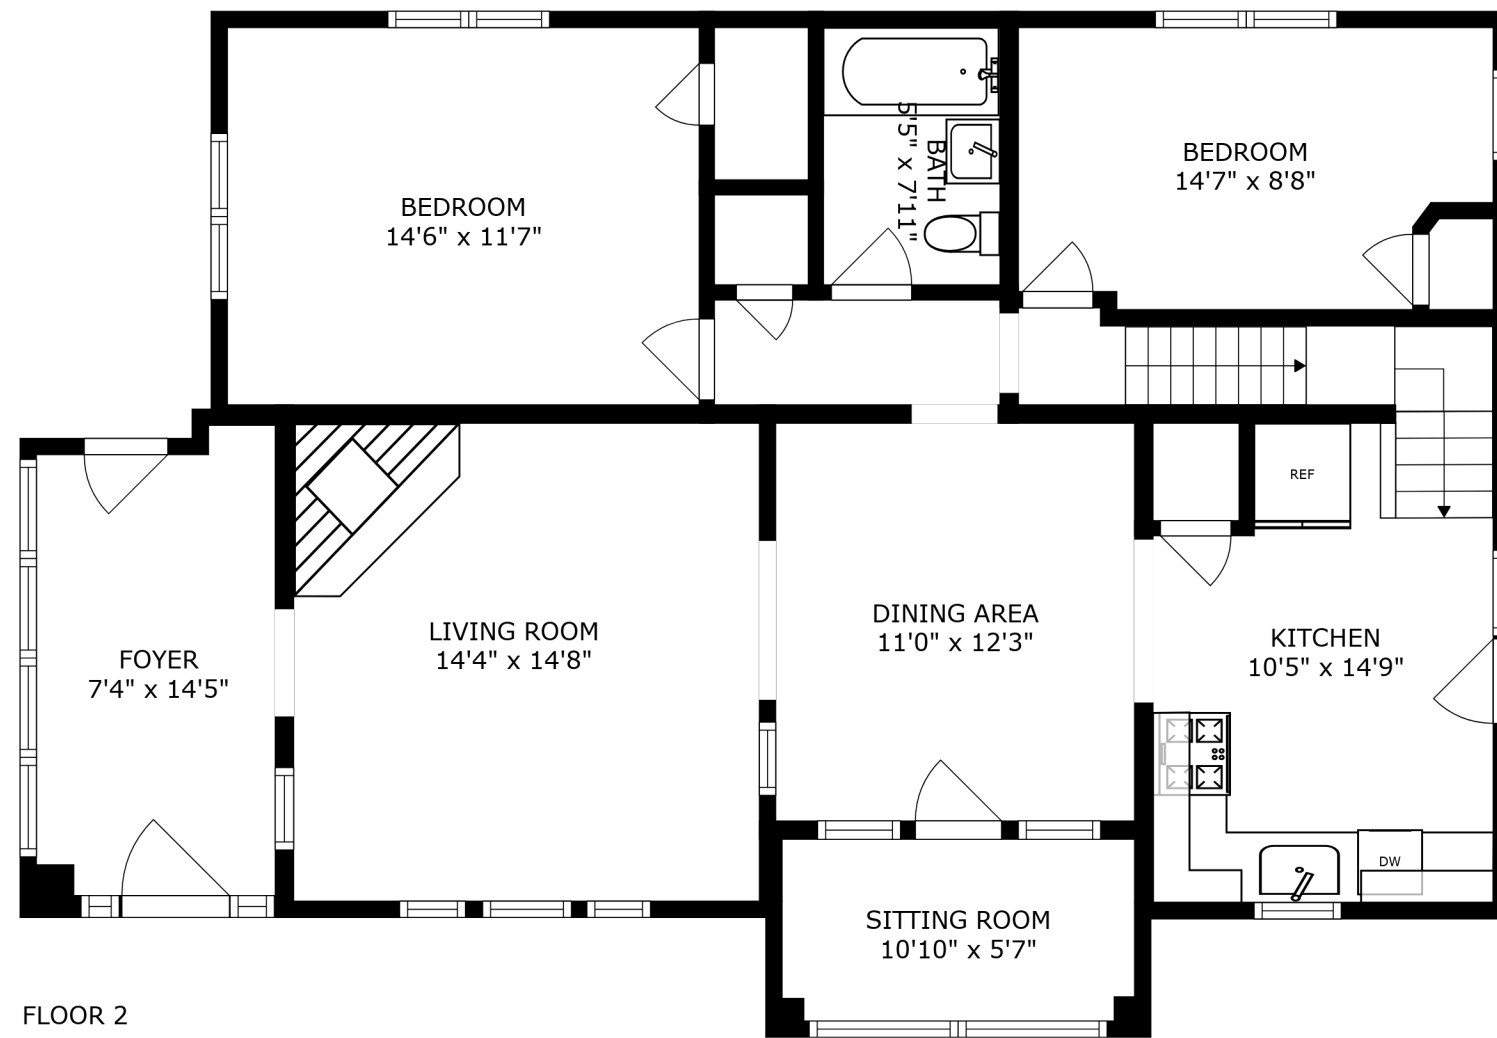 BEDROOM
14'6" x 11'7"
BATH
5'5" x 7'11"
BEDROOM
14'7" x 8'8"
REF
FOYER
7'4" x 14'5"
LIVING ROOM
14'4" x 14'8"
DINING AREA
11'0" x 12'3"
KITCHEN
10'5" x 14'9"
DW
SITTING ROOM
10'10" x 5'7"
FLOOR 2